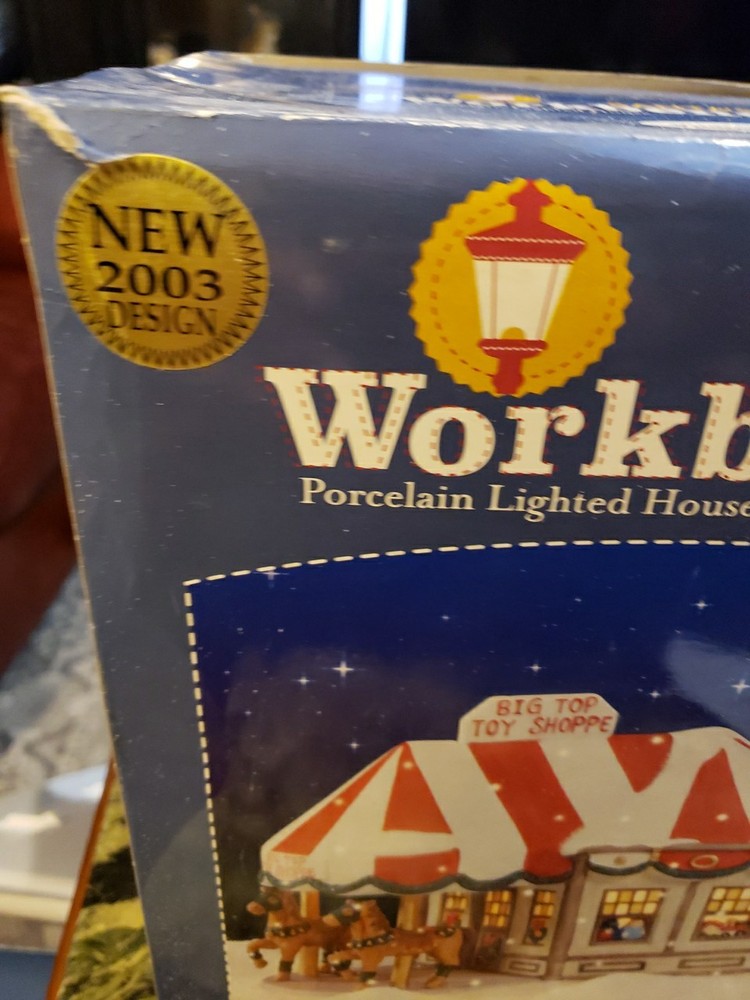 NEW
2003
DESIGN
Workb
Porcelain Lighted House
BIG TOP
TOY SHOPPE